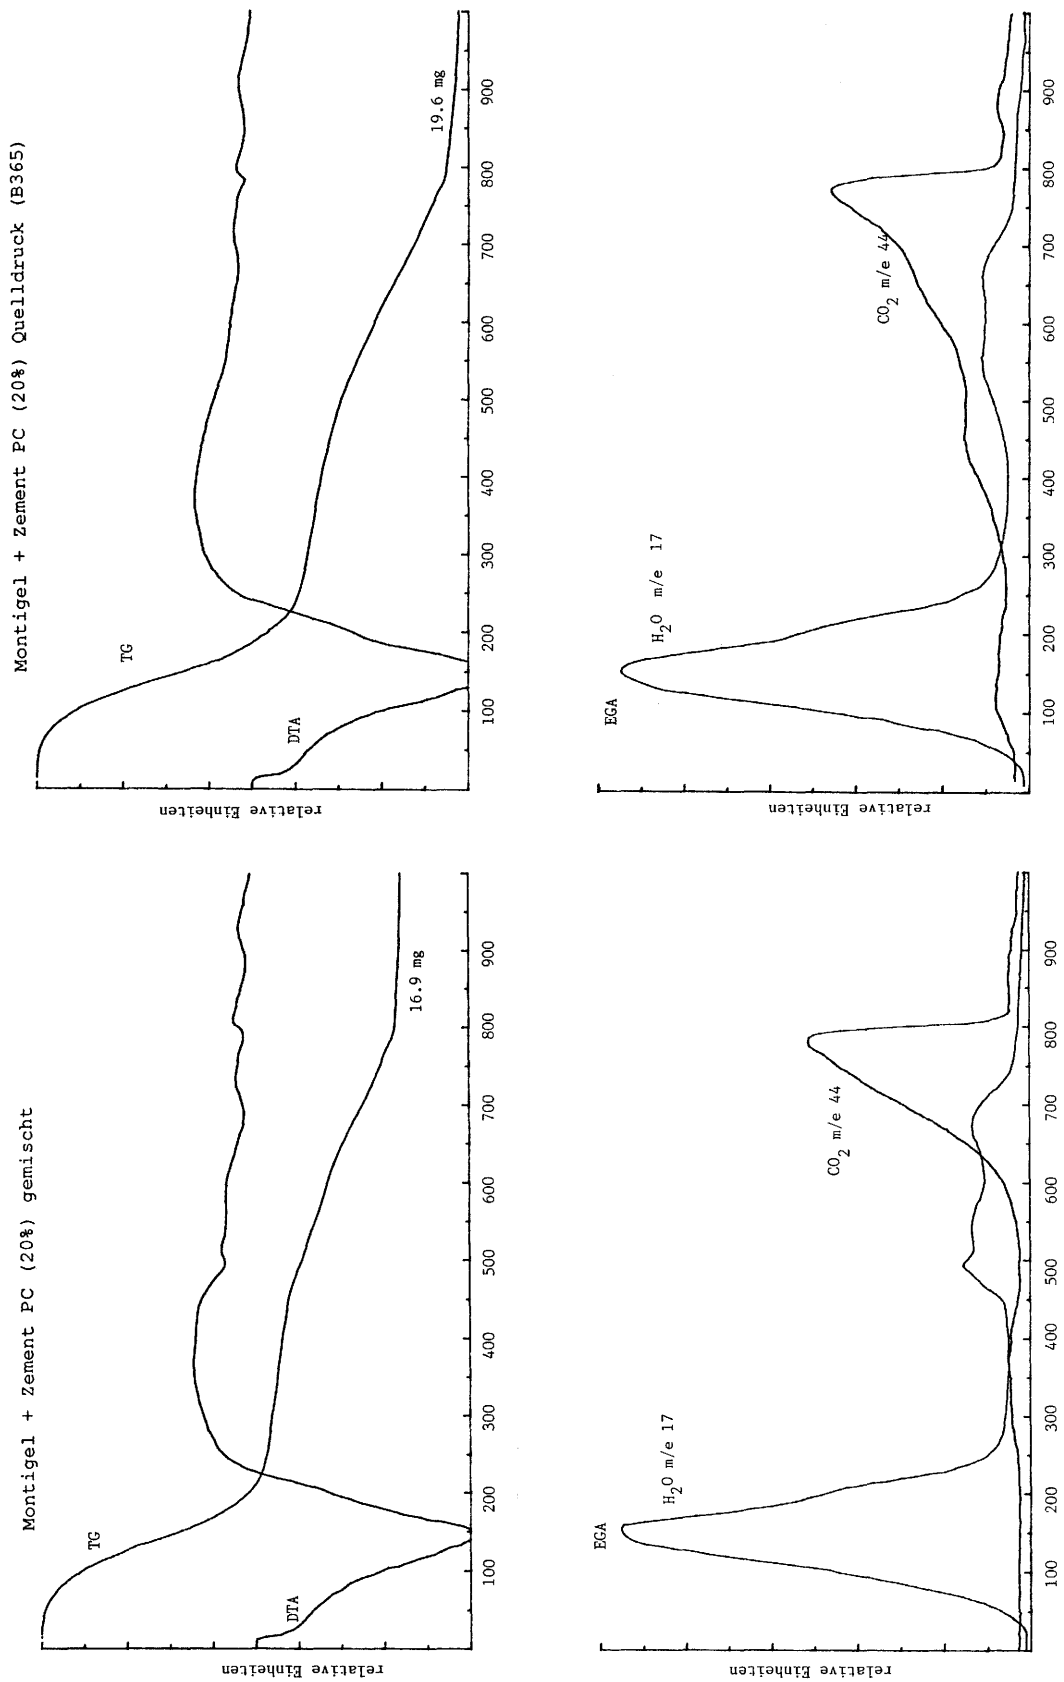 Montigel + Zement PC (20%) gemischt
relative Einheiten
TG
DTA
16.9 mg
100 200 300 400 500 600 700 800 900
relative Einheiten
EGA
H2O m/e 17
CO2 m/e 44
100 200 300 400 500 600 700 800 900
Montigel + Zement PC (20%) Quelldruck (B365)
relative Einheiten
TG
DTA
19.6 mg
100 200 300 400 500 600 700 800 900
relative Einheiten
EGA
H2O m/e 17
CO2 m/e 44
100 200 300 400 500 600 700 800 900